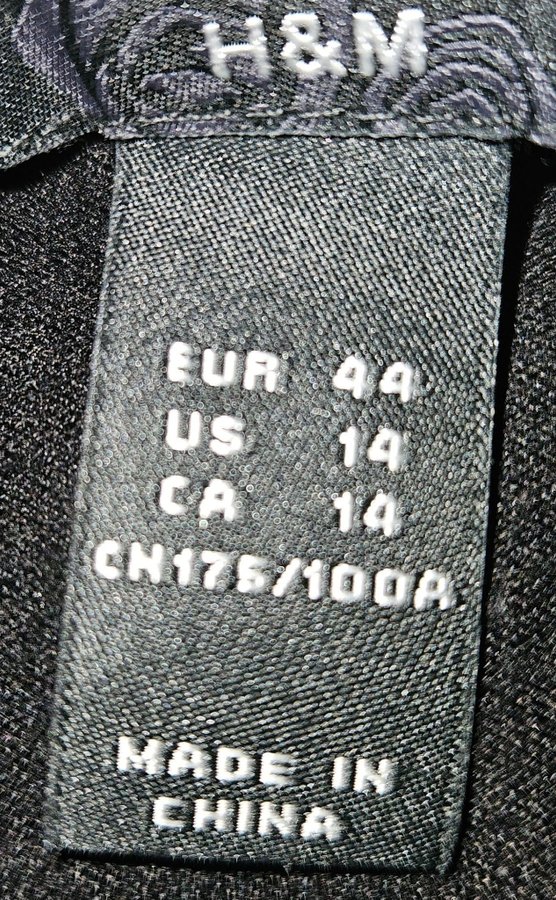 H&M
EUR 44
US 14
CA 14
CN175/100A
MADE IN
CHINA